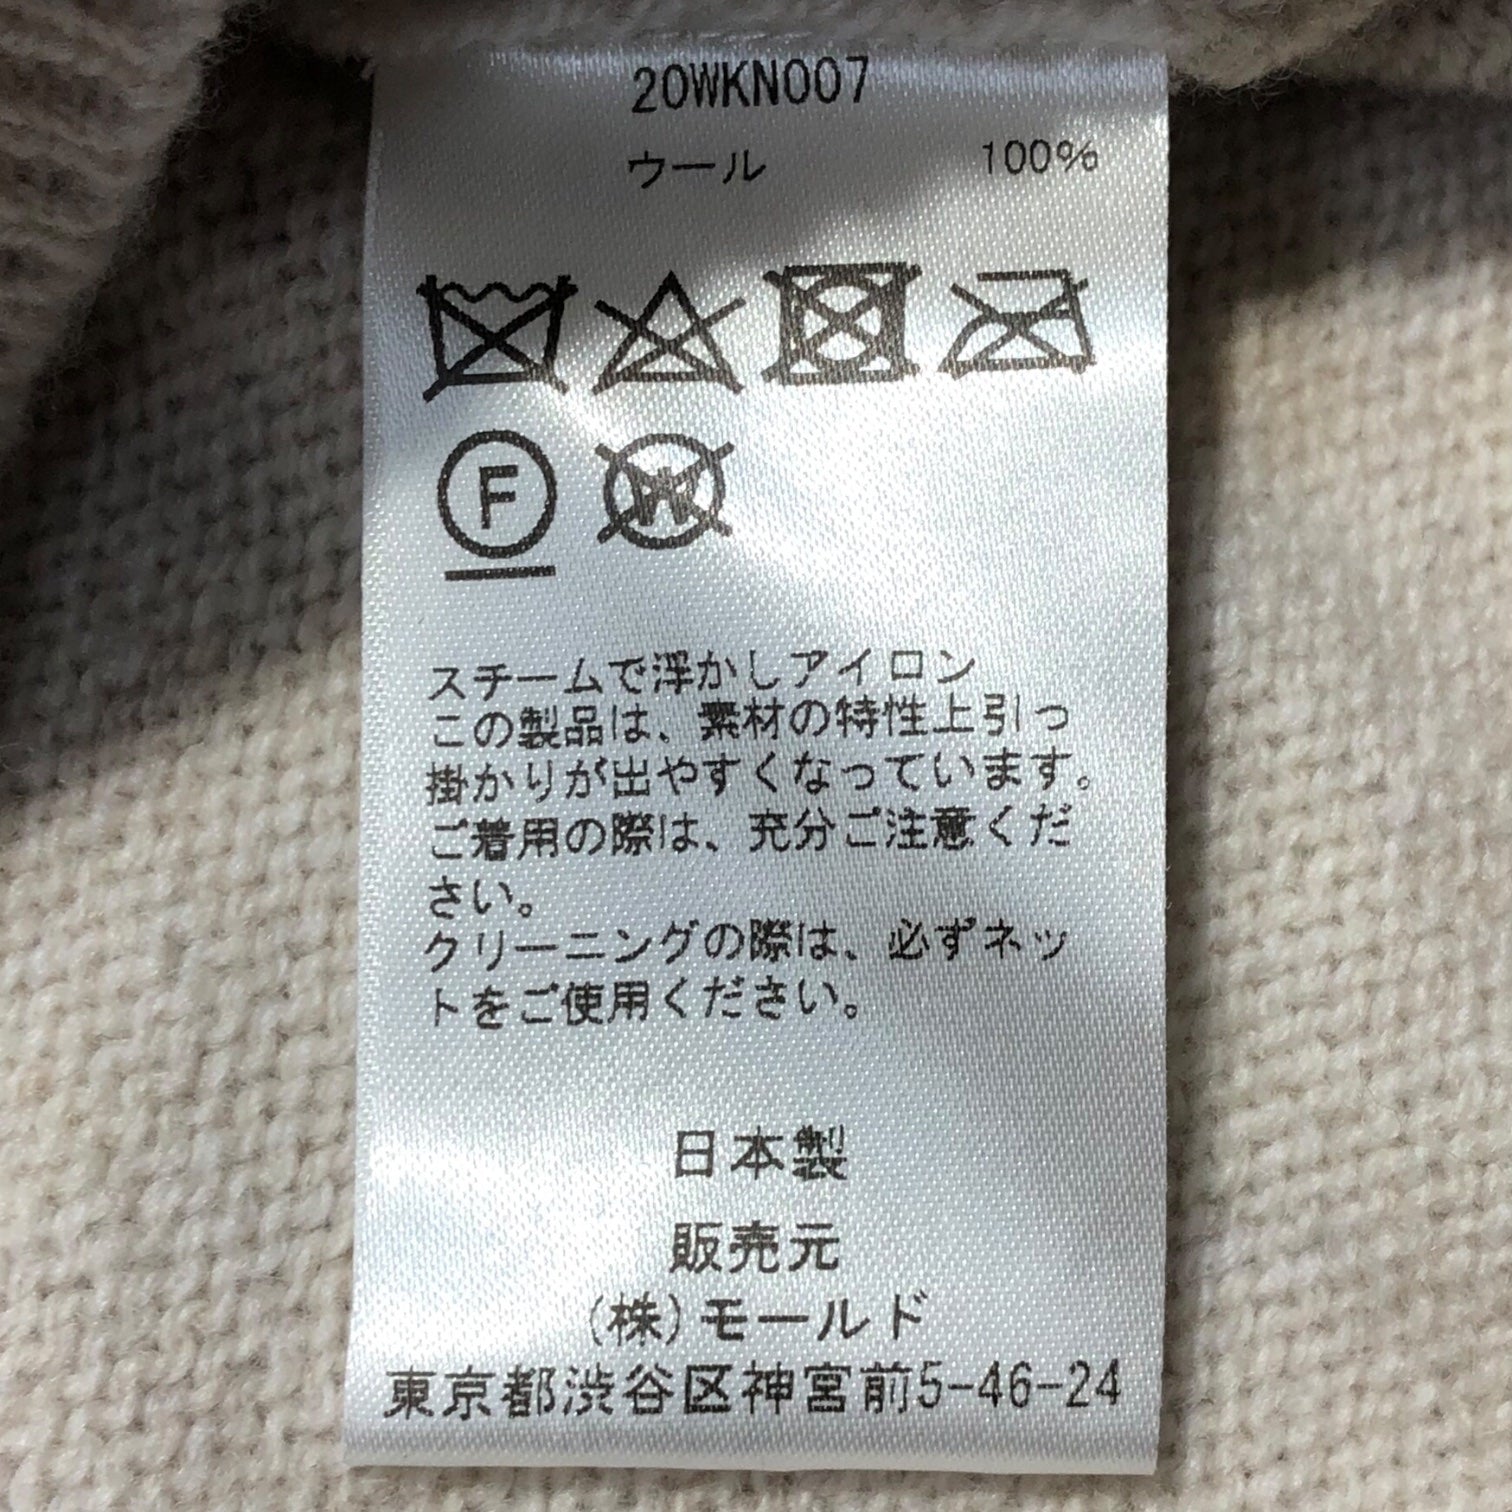 20WKN007
ウール 100%
F
W
スチームで浮かしアイロン
この製品は、素材の特性上引っ
掛かりが出やすくなっています。
ご着用の際は、充分ご注意くだ
さい。
クリーニングの際は、必ずネッ
トをご使用ください。
日本製
販売元
(株)モールド
東京都渋谷区神宮前5-46-24